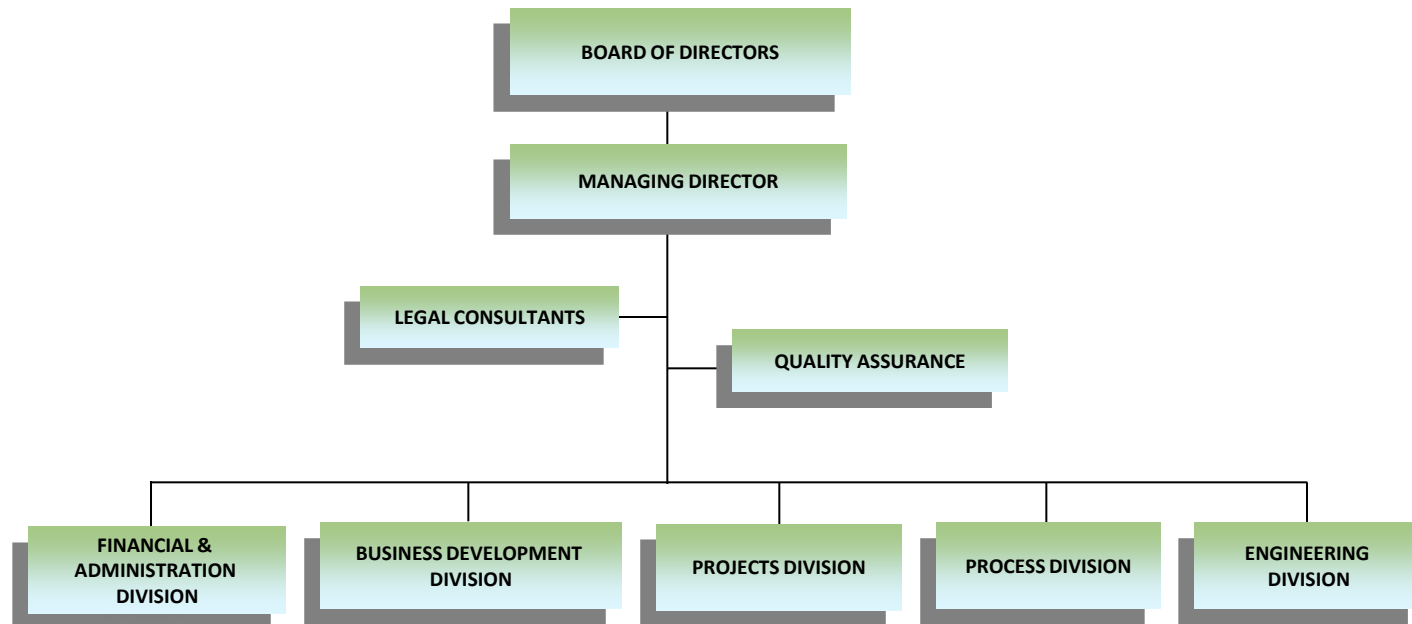 BOARD OF DIRECTORS
MANAGING DIRECTOR
LEGAL CONSULTANTS
QUALITY ASSURANCE
FINANCIAL &
ADMINISTRATION
DIVISION
BUSINESS DEVELOPMENT
DIVISION
PROJECTS DIVISION
PROCESS DIVISION
ENGINEERING
DIVISION